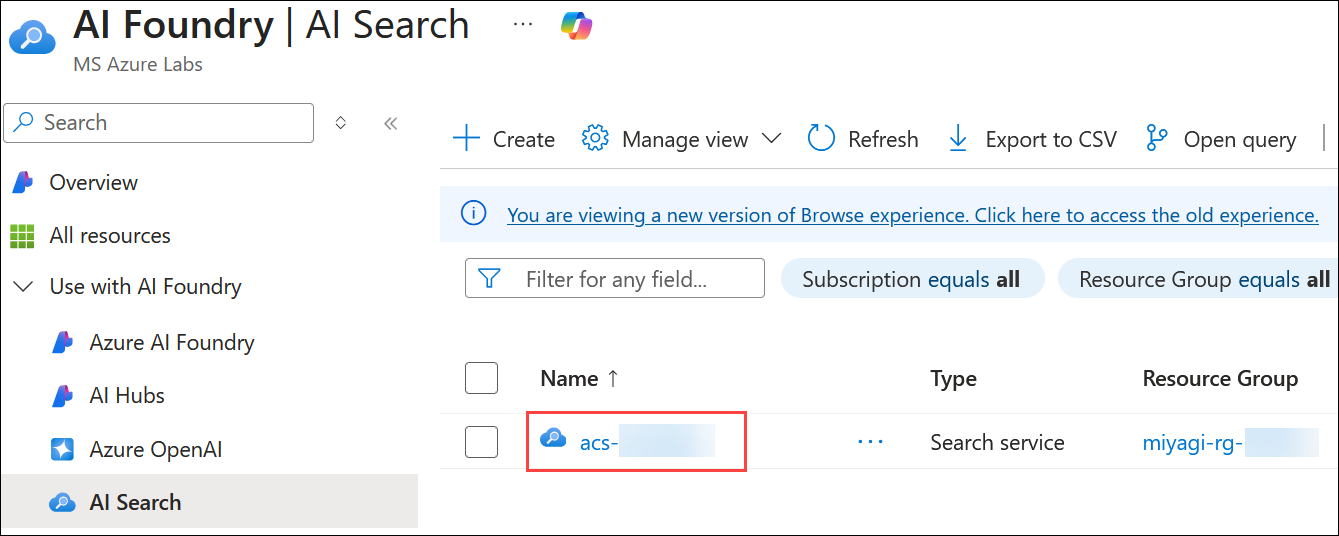 AI Foundry | AI Search ...
MS Azure Labs
Search
Overview
All resources
Use with AI Foundry
Azure AI Foundry
AI Hubs
Azure OpenAI
AI Search
Create Manage view Refresh Export to CSV Open query
You are viewing a new version of Browse experience. Click here to access the old experience.
Filter for any field... Subscription equals all Resource Group equals all
Name ↑ Type Resource Group
acs- ... Search service miyagi-rg-